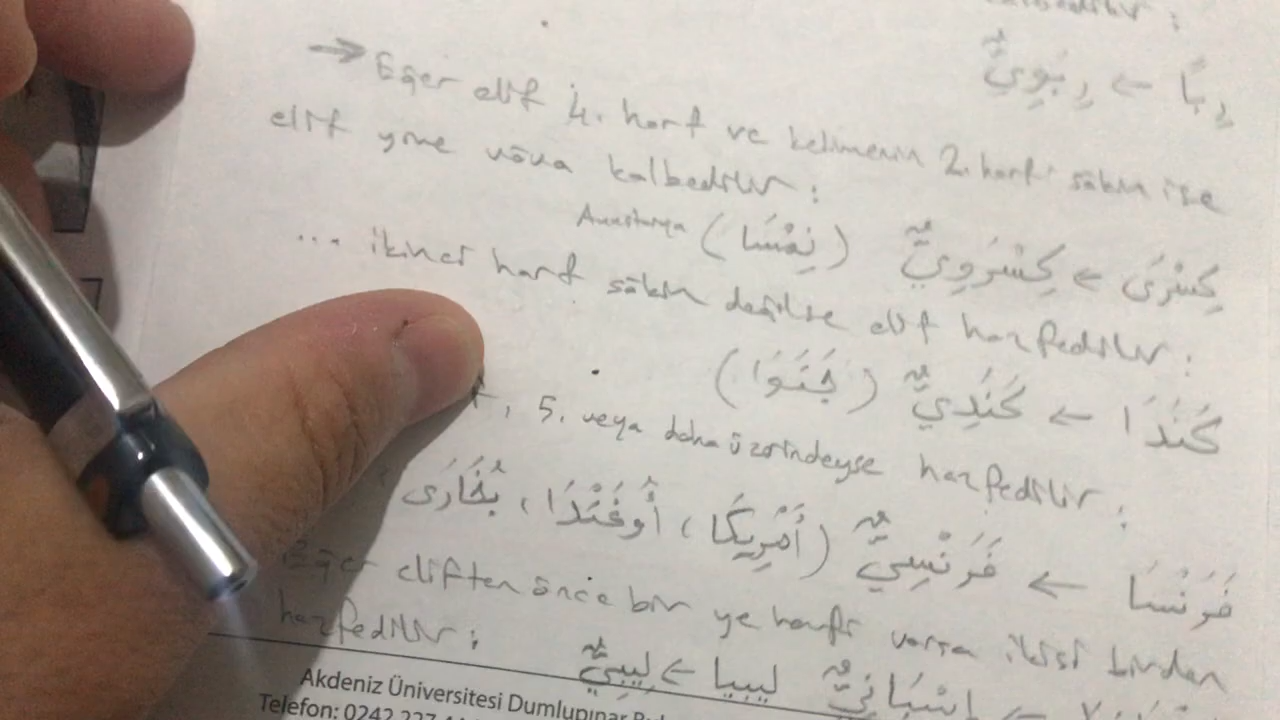 رِبًا ← رِبَوِيٌّ
→ Eğer elif 4. harf ve kelimenin 2. harfi sâkin ise
elif yine vâva kalbedilir :
كِسْرَى ← كِسْرَوِيٌّ (نِمْسَا) Avusturya
... ikinci harf sâkin değilse elif hazfedilir :
كَنَدَا ← كَنَدِيٌّ (جَنَوَا)
5. veya daha üzerindeyse hazfedilir :
فَرَنْسَا ← فَرَنْسِيٌّ (أَمْرِيكَا، أُوغَنْدَا، بُخَارَى
Eğer eliften önce bir ye harfi varsa ikisi birden
hazfedilir : لِيبيا ← لِيبِيٌّ
← إِسْبَانِيٌّ
Akdeniz Üniversitesi Dumlupınar
Telefon: 0242 227